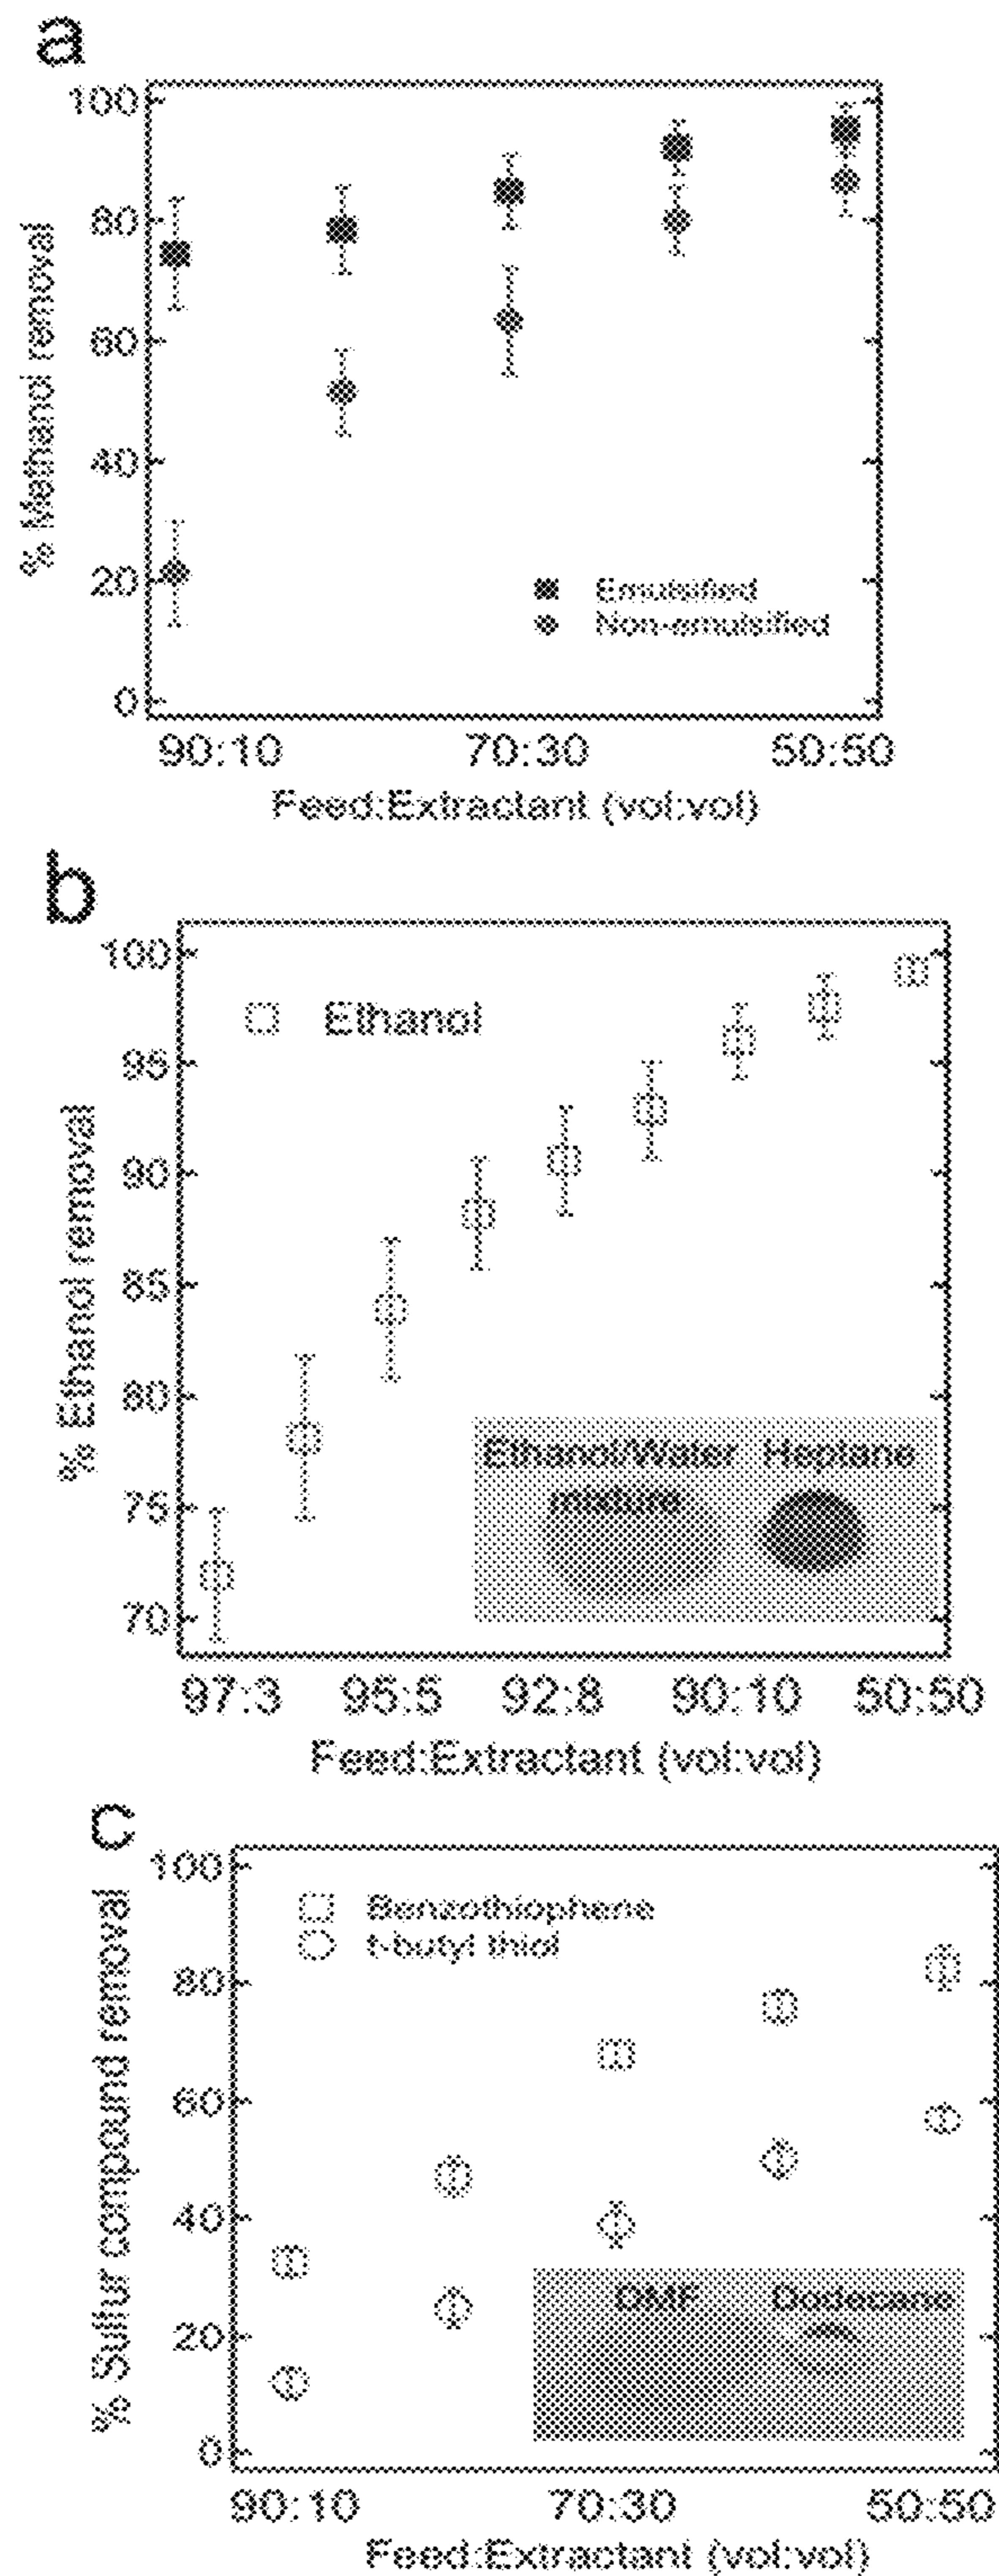 a
100
80
60
40
20
0
% Methanol removal
Emulsified
Non-emulsified
90:10 70:30 50:50
Feed:Extractant (vol:vol)
b
100
95
90
85
80
75
70
% Ethanol removal
Ethanol
Ethanol/Water Heptane
mixture
97:3 95:5 92:8 90:10 50:50
Feed:Extractant (vol:vol)
c
100
80
60
40
20
0
% Sulfur compound removal
Benzothiophene
t-butyl thiol
DMF Dodecane
90:10 70:30 50:50
Feed:Extractant (vol:vol)